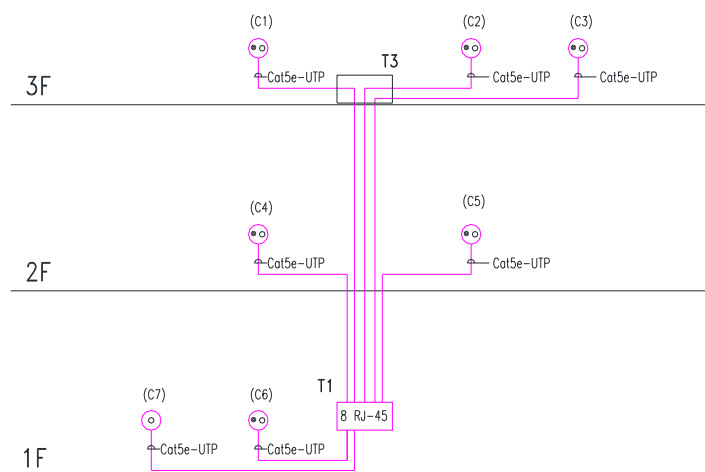 (C1)
(C2)
(C3)
T3
Cat5e-UTP
Cat5e-UTP
Cat5e-UTP
3F
(C4)
(C5)
Cat5e-UTP
Cat5e-UTP
2F
T1
(C7)
(C6)
8 RJ-45
Cat5e-UTP
Cat5e-UTP
1F